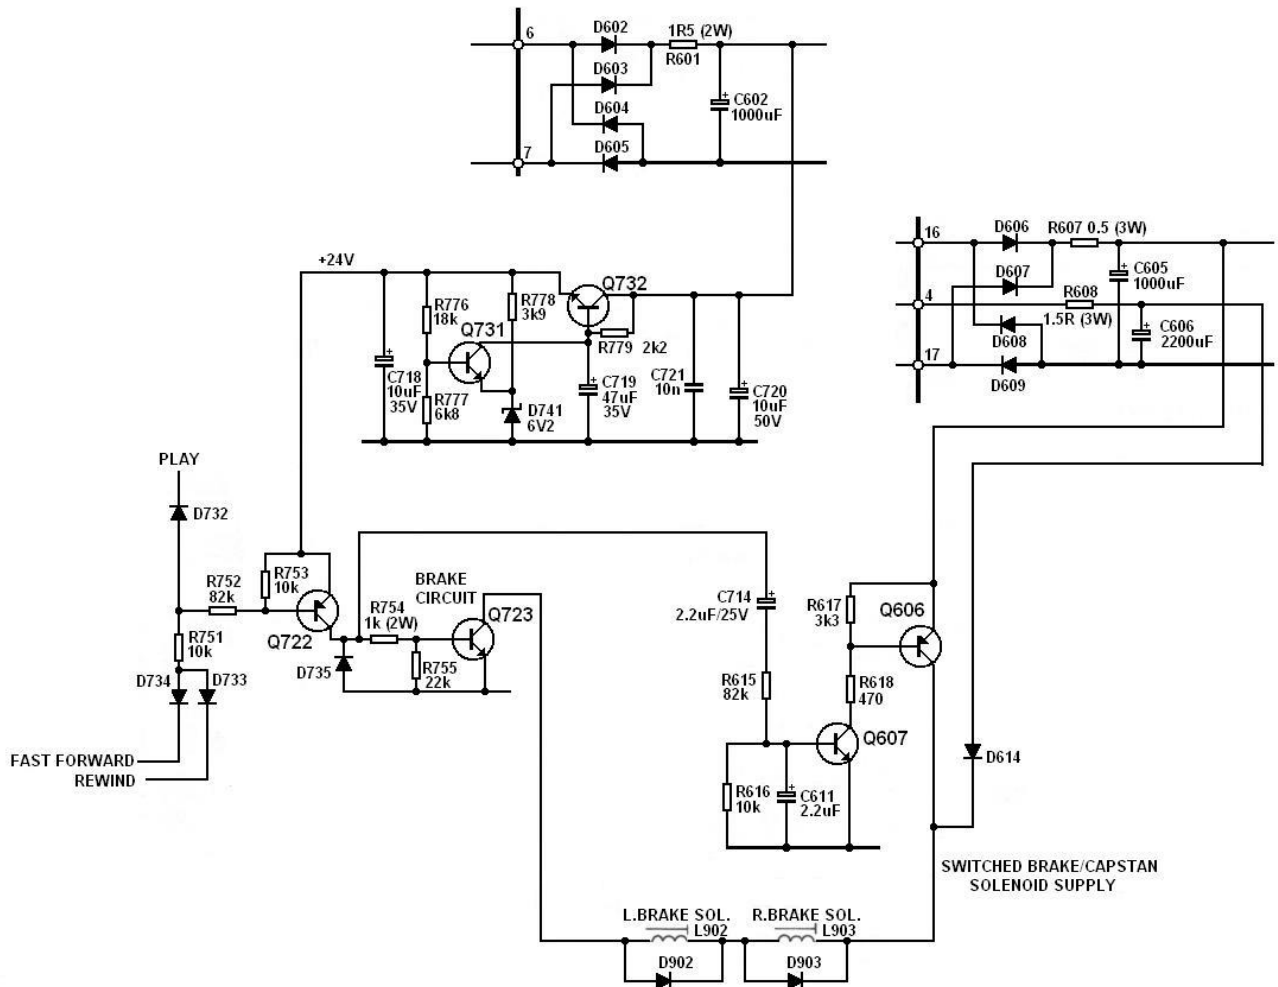 6
D602
1R5 (2W)
R601
D603
C602
1000uF
D604
D605
7
16
D606
R607 0.5 (3W)
D607
C605
1000uF
4
R608
1.5R (3W)
C606
2200uF
D608
17
D609
+24V
Q732
R776
18k
R778
3k9
Q731
R779 2k2
C718
10uF
35V
R777
6k8
D741
6V2
C719
47uF
35V
C721
10n
C720
10uF
50V
PLAY
D732
R752
82k
R753
10k
Q722
BRAKE
CIRCUIT
R754
1k (2W)
Q723
R751
10k
D735
R755
22k
D734
D733
FAST FORWARD
REWIND
C714
2.2uF/25V
R617
3k3
Q606
R615
82k
R618
470
Q607
D614
R616
10k
C611
2.2uF
SWITCHED BRAKE/CAPSTAN
SOLENOID SUPPLY
L.BRAKE SOL.
L902
R.BRAKE SOL.
L903
D902
D903